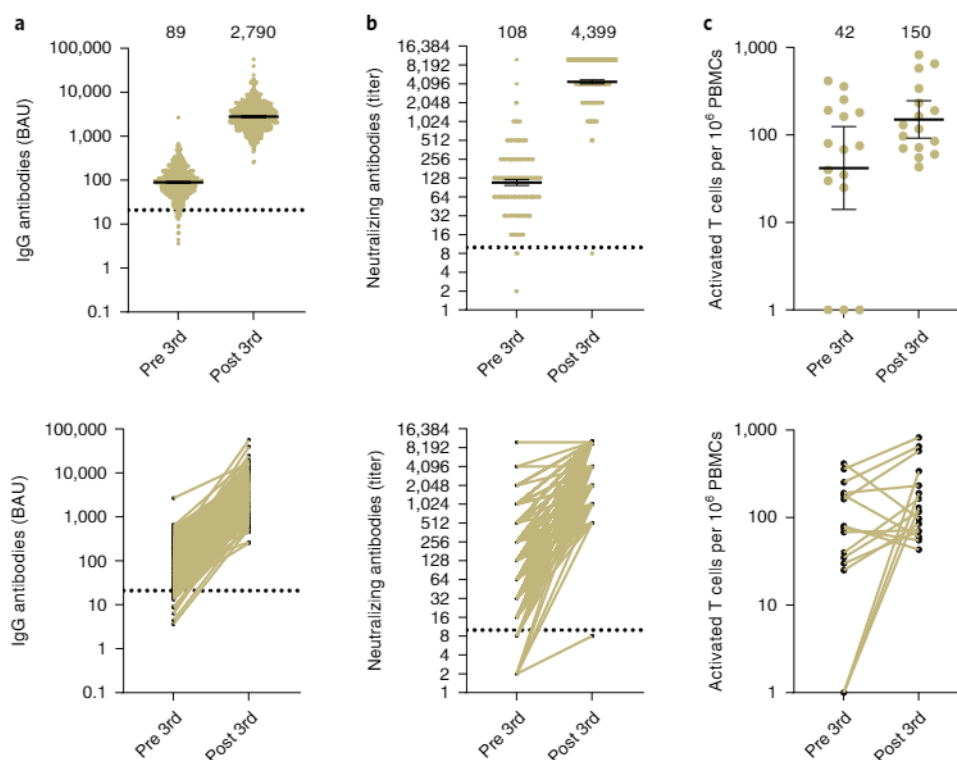 a
89 2,790
IgG antibodies (BAU)
100,000
10,000
1,000
100
10
1
0.1
Pre 3rd
Post 3rd
b
108 4,399
Neutralizing antibodies (titer)
16,384
8,192
4,096
2,048
1,024
512
256
128
64
32
16
8
4
2
1
Pre 3rd
Post 3rd
c
42 150
Activated T cells per 10⁶ PBMCs
1,000
100
10
1
Pre 3rd
Post 3rd
IgG antibodies (BAU)
100,000
10,000
1,000
100
10
1
0.1
Pre 3rd
Post 3rd
Neutralizing antibodies (titer)
16,384
8,192
4,096
2,048
1,024
512
256
128
64
32
16
8
4
2
1
Pre 3rd
Post 3rd
Activated T cells per 10⁶ PBMCs
1,000
100
10
1
Pre 3rd
Post 3rd